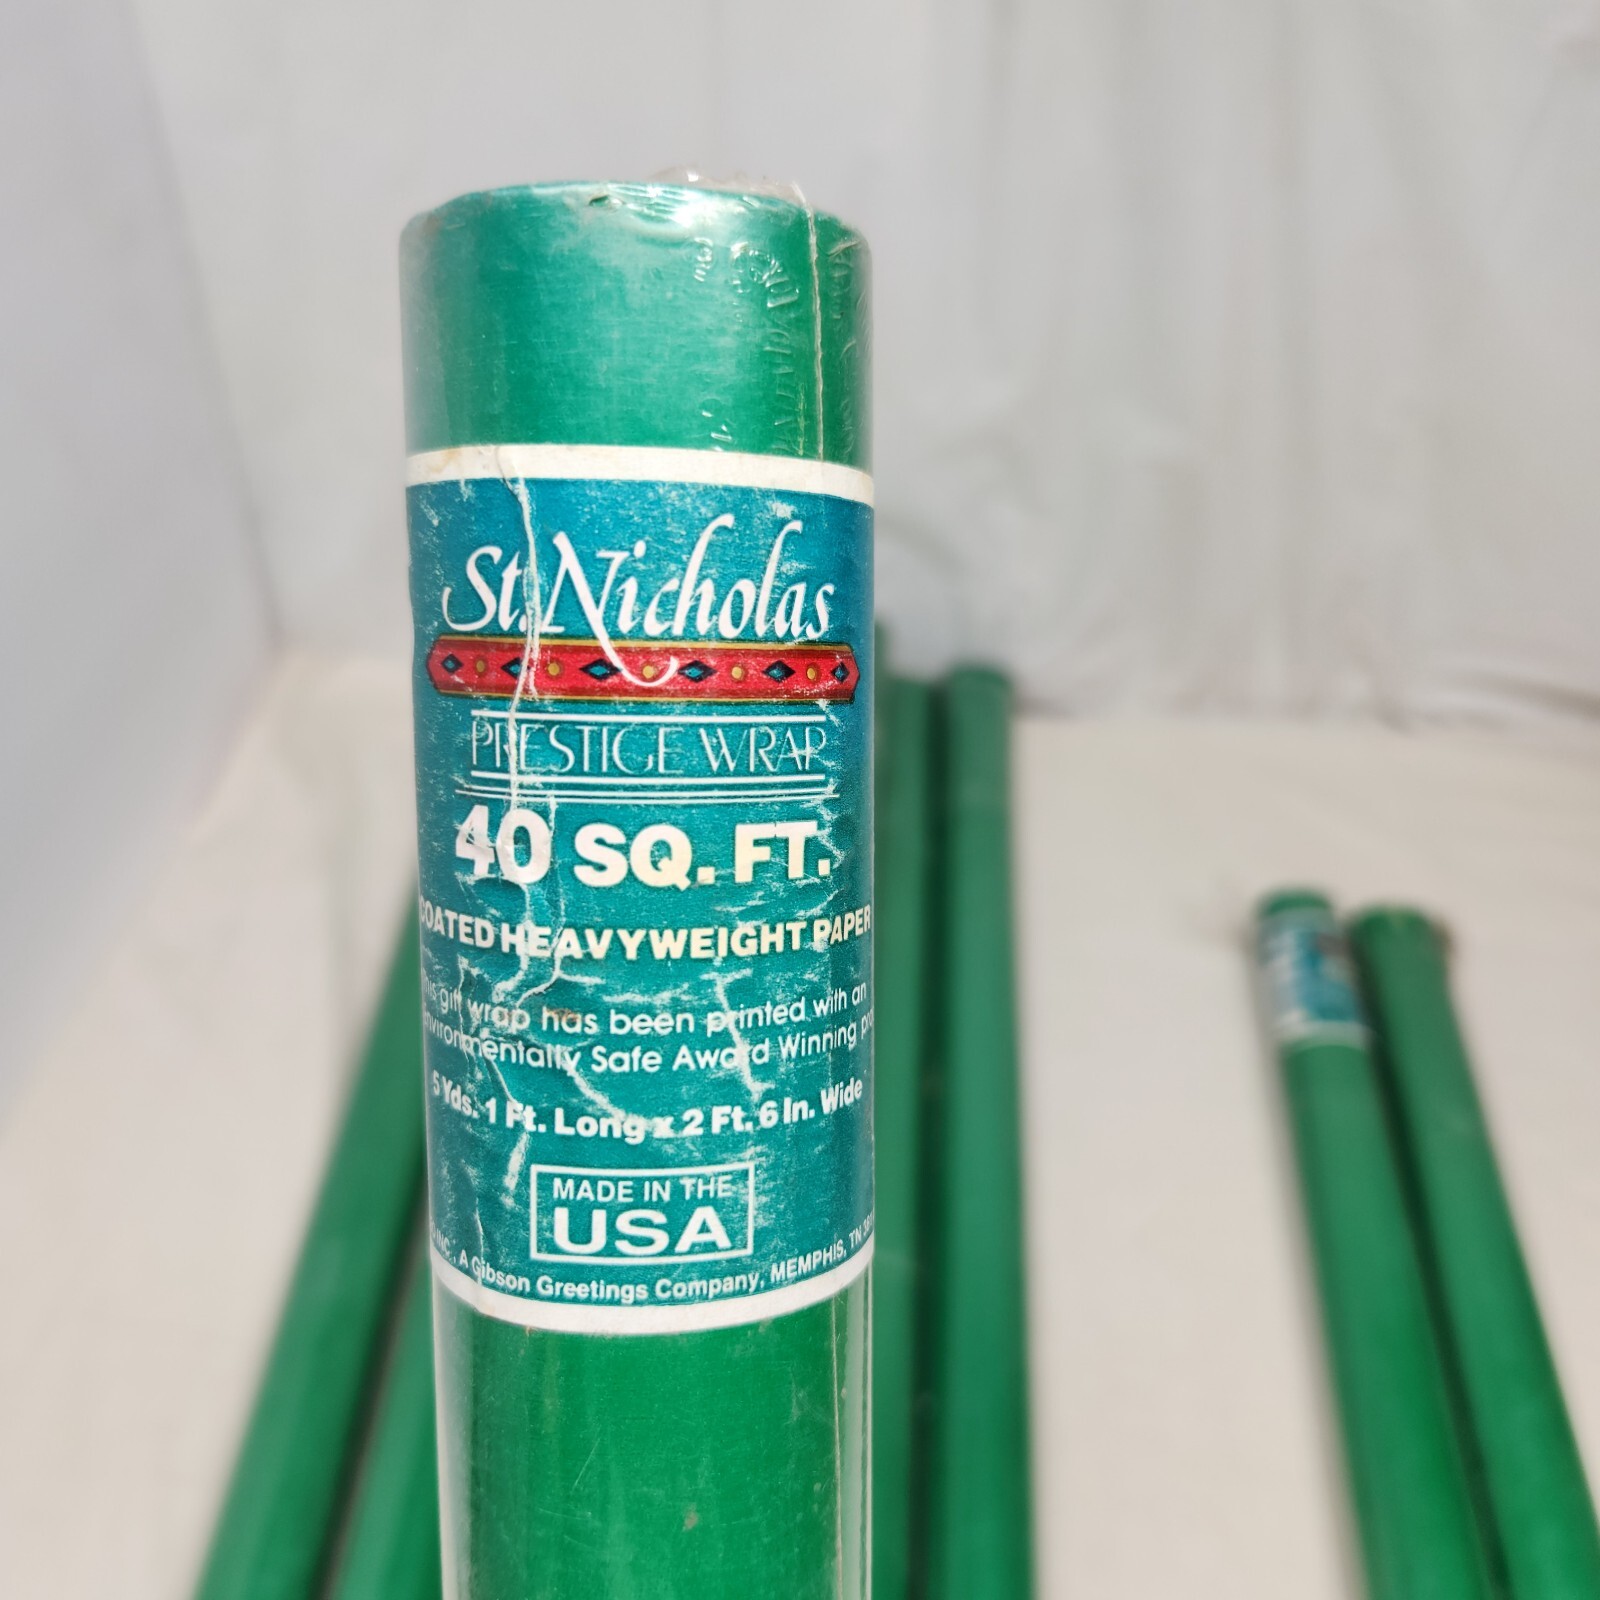 St. Nicholas
PRESTIGE WRAP
40 SQ. FT.
COATED HEAVYWEIGHT PAPER
This gift wrap has been printed with an
Environmentally Safe Award Winning
5 Yds. 1 Ft. Long x 2 Ft. 6 In. Wide
MADE IN THE
USA
INC., A Gibson Greetings Company, MEMPHIS, TN